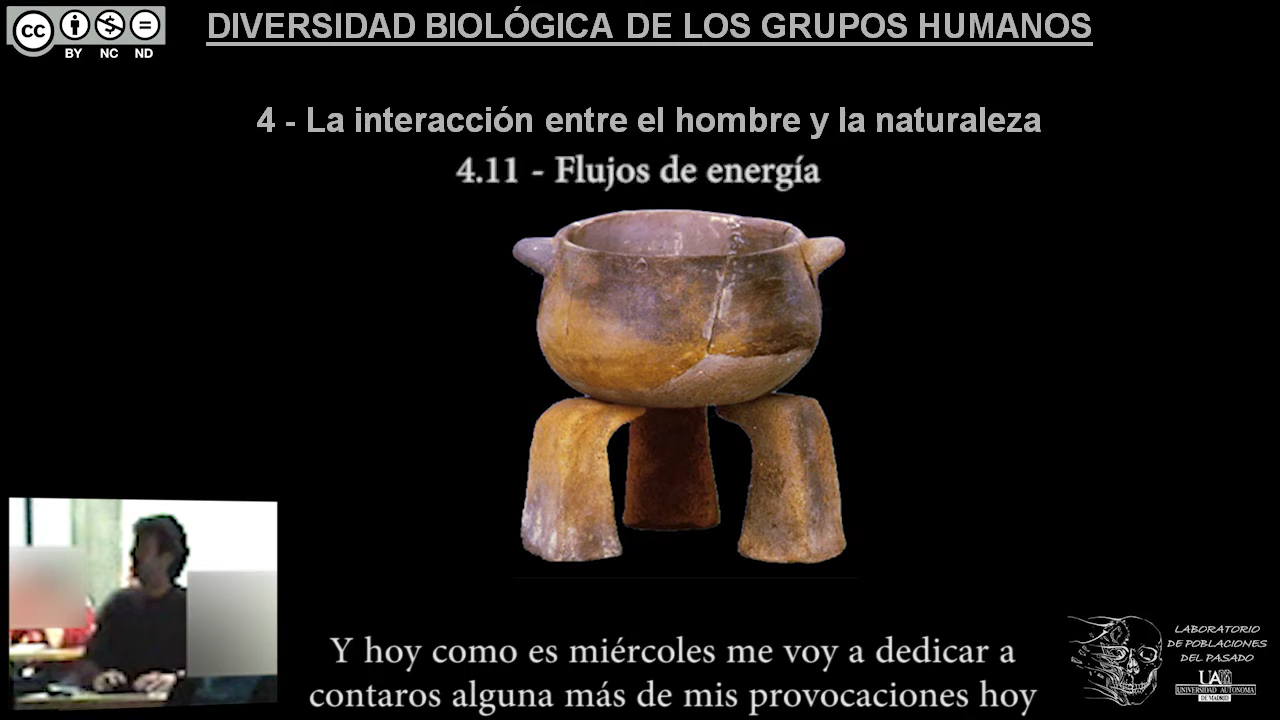 cc
BY NC ND
DIVERSIDAD BIOLÓGICA DE LOS GRUPOS HUMANOS
4 - La interacción entre el hombre y la naturaleza
4.11 - Flujos de energía
Y hoy como es miércoles me voy a dedicar a
contaros alguna más de mis provocaciones hoy
LABORATORIO
DE POBLACIONES
DEL PASADO
UAM
UNIVERSIDAD AUTONOMA
DE MADRID